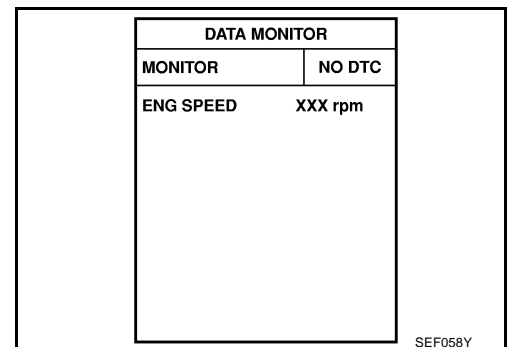 DATA MONITOR
MONITOR NO DTC
ENG SPEED XXX rpm
SEF058Y